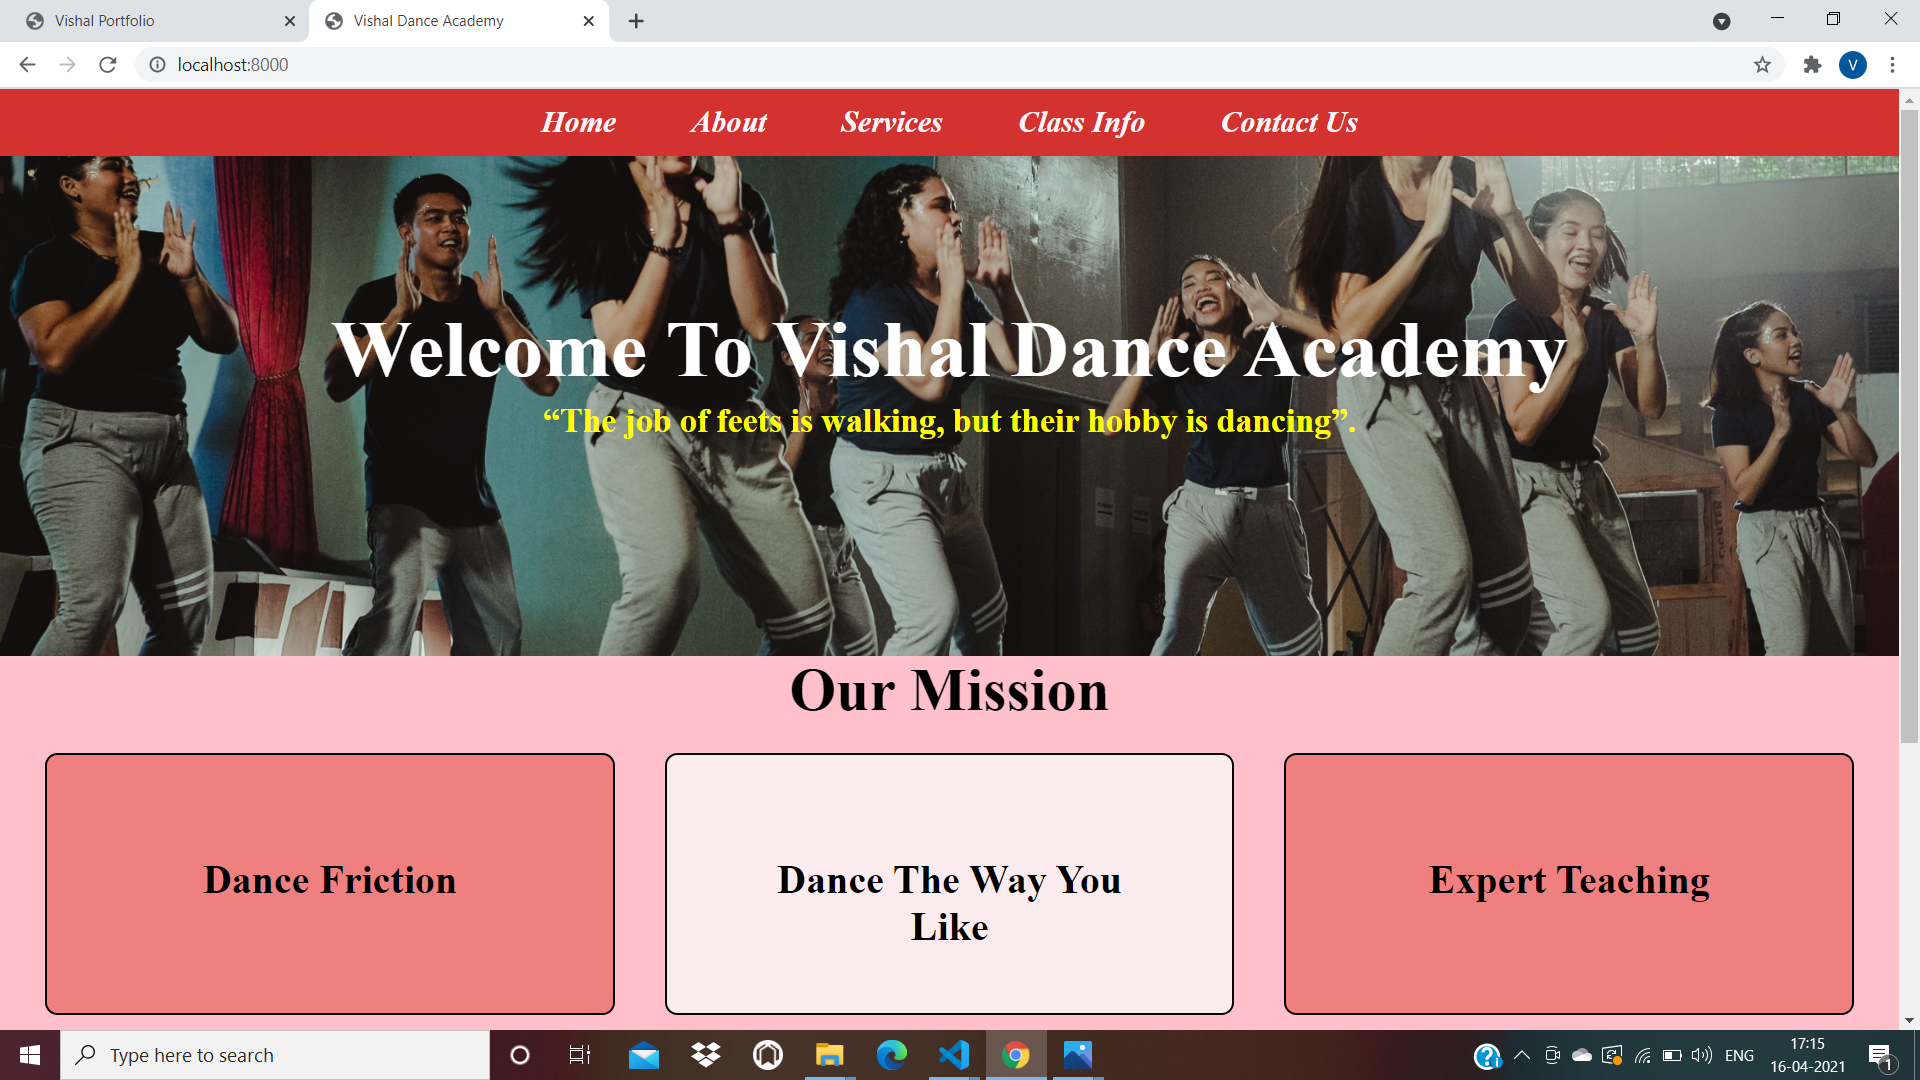 Vishal Portfolio
Vishal Dance Academy
localhost:8000
V
Home About Services Class Info Contact Us
Welcome To Vishal Dance Academy
“The job of feets is walking, but their hobby is dancing”.
Our Mission
Dance Friction
Dance The Way You
Like
Expert Teaching
Type here to search
ENG
17:15
16-04-2021
1